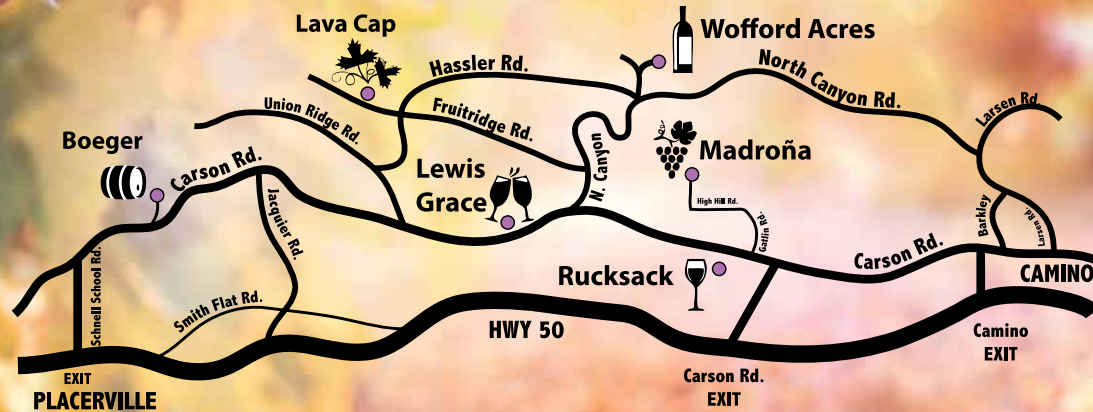 Lava Cap
Wofford Acres
Hassler Rd.
North Canyon Rd.
Union Ridge Rd.
Fruitridge Rd.
Larsen Rd.
Boeger
Carson Rd.
Lewis
Grace
N. Canyon
Madroña
Jacquier Rd.
High Hill Rd.
Gatlin Rd.
Barkley
Larsen Rd.
Schnell School Rd.
Smith Flat Rd.
Rucksack
Carson Rd.
CAMINO
HWY 50
Camino
EXIT
EXIT
PLACERVILLE
Carson Rd.
EXIT